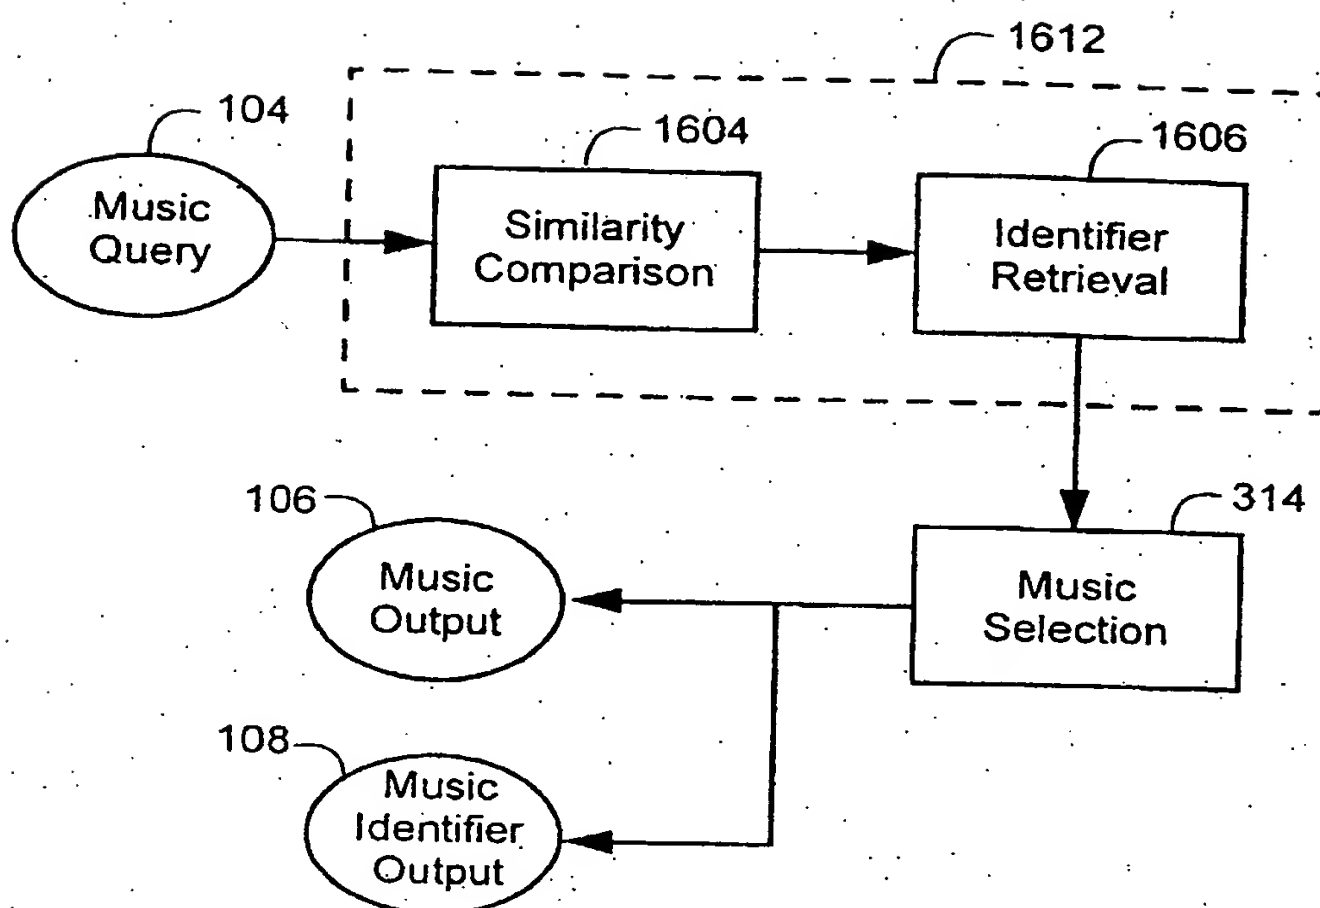 1612
104
1604
1606
Music
Query
Similarity
Comparison
Identifier
Retrieval
106
314
Music
Output
Music
Selection
108
Music
Identifier
Output